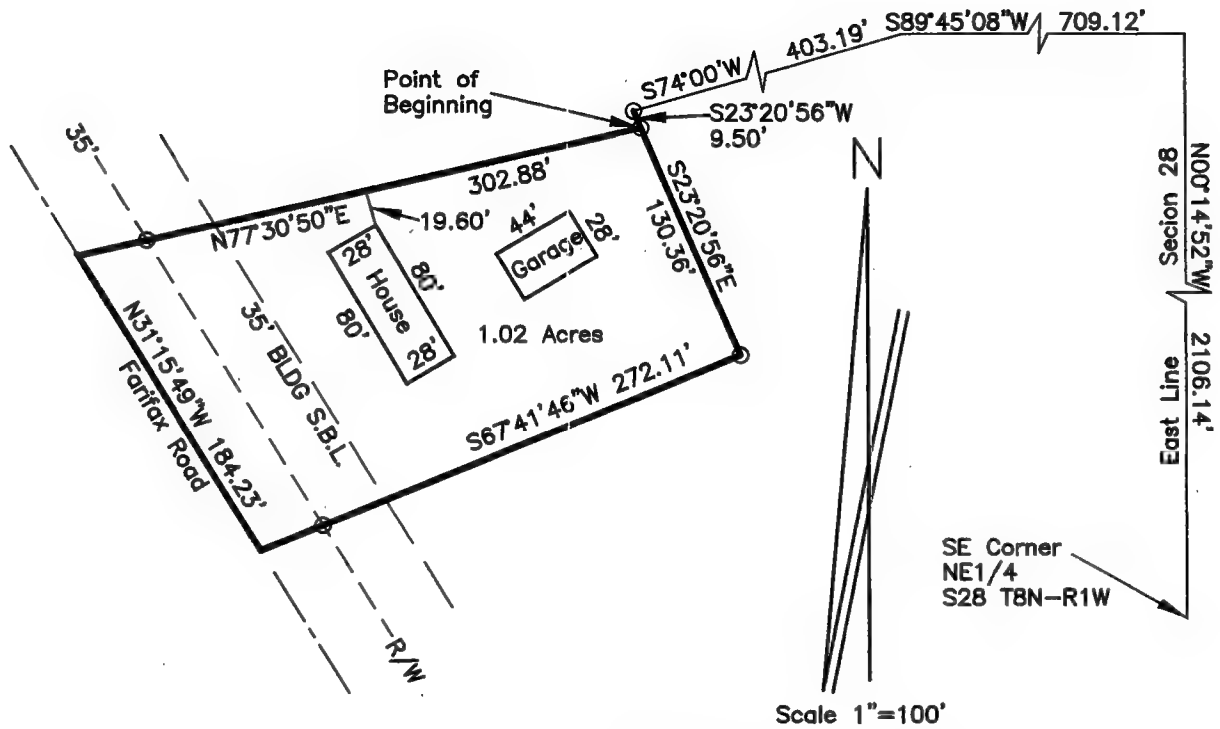 S89°45'08"W 709.12'
403.19'
S74°00'W
Point of
Beginning
S23°20'56"W
9.50'
35'
302.88'
N77°30'50"E
19.60'
44'
28'
Garage
S23°20'56"E
130.36'
N
N00°14'52"W 2106.14'
East Line Secion 28
28'
House
80'
80'
28'
35' BLDG S.B.L.
1.02 Acres
N31°15'49"W 184.23'
Farifax Road
S67°41'46"W 272.11'
SE Corner
NE1/4
S28 T8N-R1W
R/W
Scale 1"=100'